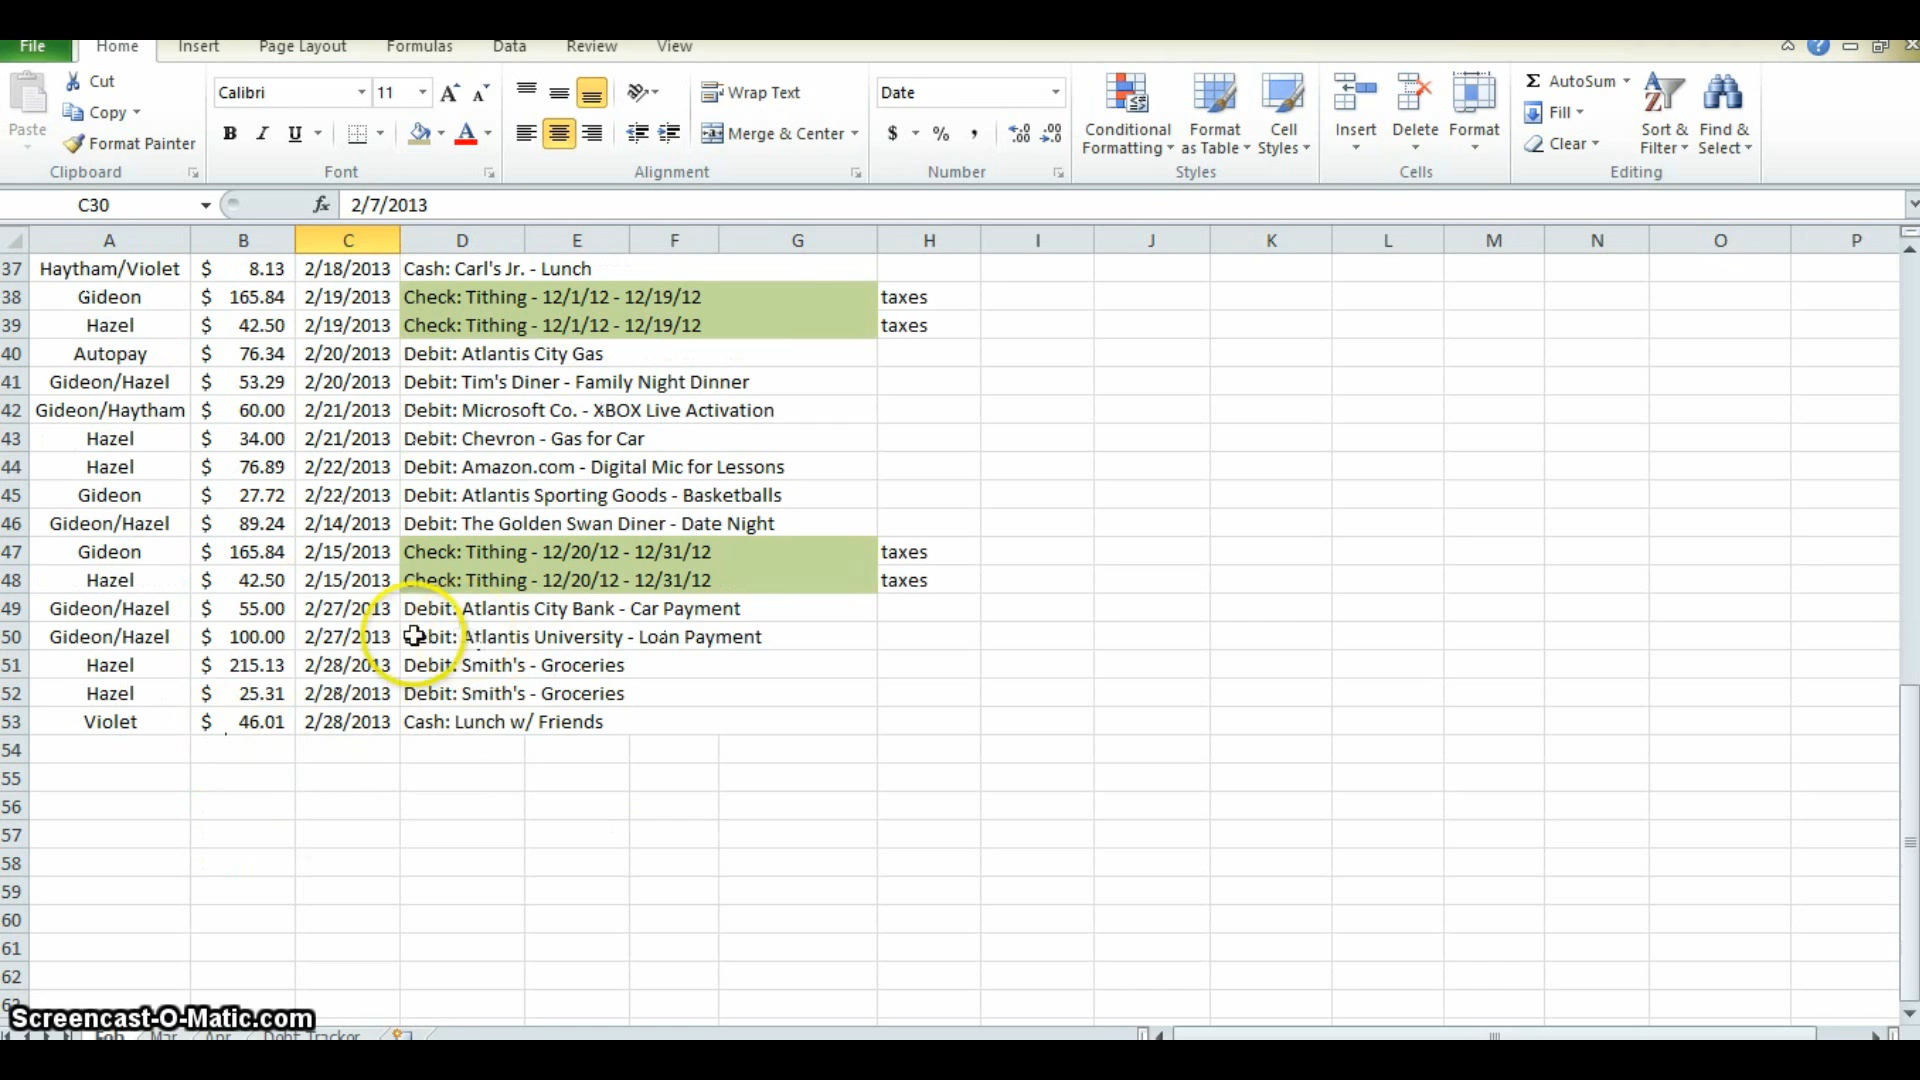 File Home Insert Page Layout Formulas Data Review View
Cut
Copy
Format Painter
Paste
Clipboard
Calibri 11
B I U
Font
Wrap Text
Merge & Center
Alignment
Date
$ % ,
Number
Conditional Formatting
Format as Table
Cell Styles
Styles
Insert Delete Format
Cells
Σ AutoSum
Fill
Clear
Sort & Filter
Find & Select
Editing
C30 fx 2/7/2013
A B C D E F G H I J K L M N O P
37 Haytham/Violet $ 8.13 2/18/2013 Cash: Carl's Jr. - Lunch
38 Gideon $ 165.84 2/19/2013 Check: Tithing - 12/1/12 - 12/19/12 taxes
39 Hazel $ 42.50 2/19/2013 Check: Tithing - 12/1/12 - 12/19/12 taxes
40 Autopay $ 76.34 2/20/2013 Debit: Atlantis City Gas
41 Gideon/Hazel $ 53.29 2/20/2013 Debit: Tim's Diner - Family Night Dinner
42 Gideon/Haytham $ 60.00 2/21/2013 Debit: Microsoft Co. - XBOX Live Activation
43 Hazel $ 34.00 2/21/2013 Debit: Chevron - Gas for Car
44 Hazel $ 76.89 2/22/2013 Debit: Amazon.com - Digital Mic for Lessons
45 Gideon $ 27.72 2/22/2013 Debit: Atlantis Sporting Goods - Basketballs
46 Gideon/Hazel $ 89.24 2/14/2013 Debit: The Golden Swan Diner - Date Night
47 Gideon $ 165.84 2/15/2013 Check: Tithing - 12/20/12 - 12/31/12 taxes
48 Hazel $ 42.50 2/15/2013 Check: Tithing - 12/20/12 - 12/31/12 taxes
49 Gideon/Hazel $ 55.00 2/27/2013 Debit: Atlantis City Bank - Car Payment
50 Gideon/Hazel $ 100.00 2/27/2013 Debit: Atlantis University - Loan Payment
51 Hazel $ 215.13 2/28/2013 Debit: Smith's - Groceries
52 Hazel $ 25.31 2/28/2013 Debit: Smith's - Groceries
53 Violet $ 46.01 2/28/2013 Cash: Lunch w/ Friends
54
55
56
57
58
59
60
61
62
63
Screencast-O-Matic.com
Feb Mar Apr Debt Tracker